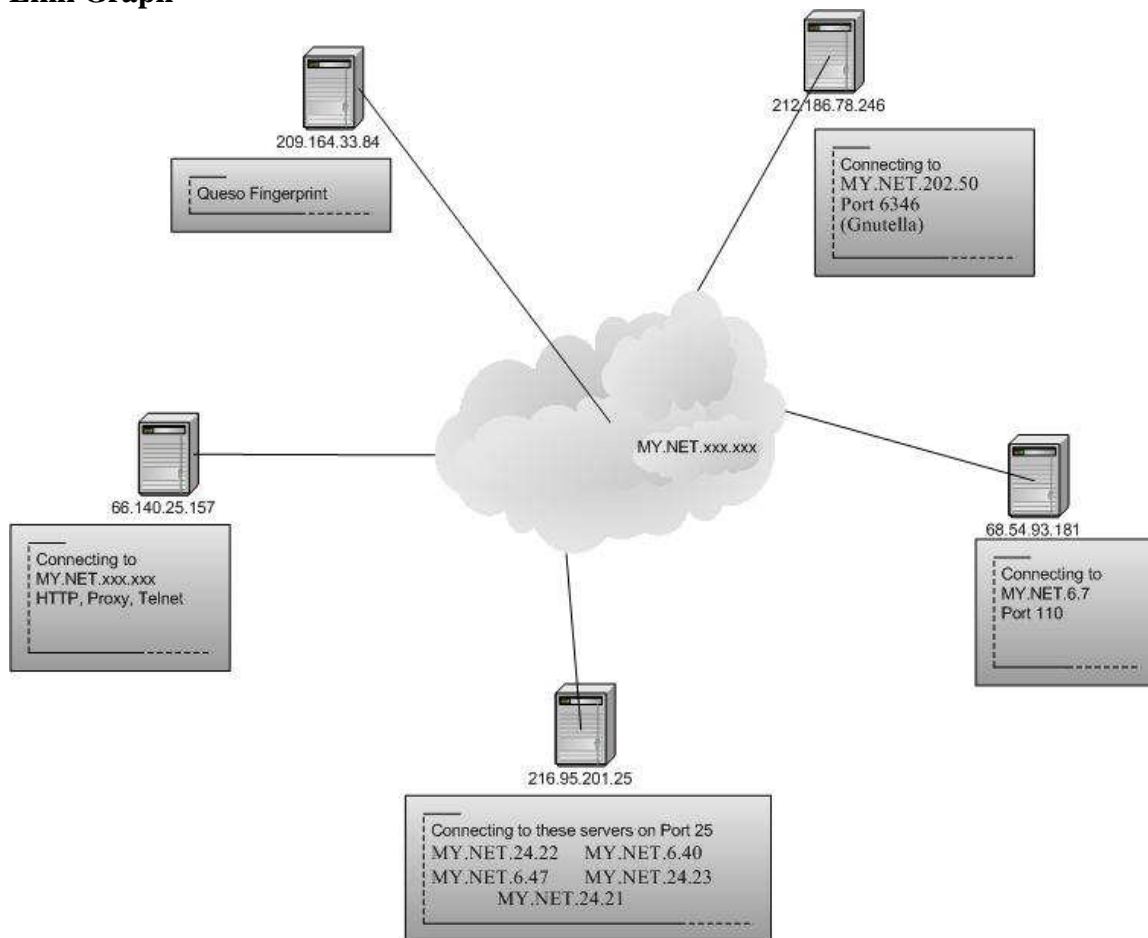 Link Graph
209.164.33.84
Queso Fingerprint
212.186.78.246
Connecting to
MY.NET.202.50
Port 6346
(Gnutella)
MY.NET.xxx.xxx
66.140.25.157
Connecting to
MY.NET.xxx.xxx
HTTP, Proxy, Telnet
68.54.93.181
Connecting to
MY.NET.6.7
Port 110
216.95.201.25
Connecting to these servers on Port 25
MY.NET.24.22 MY.NET.6.40
MY.NET.6.47 MY.NET.24.23
MY.NET.24.21